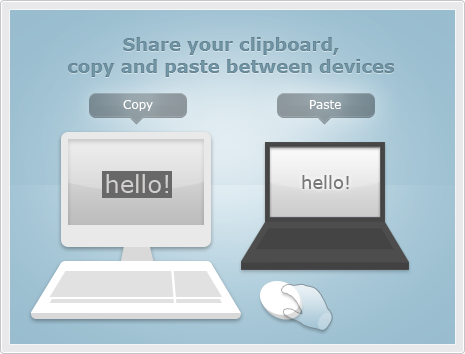 Share your clipboard,
copy and paste between devices
Copy
Paste
hello!
hello!